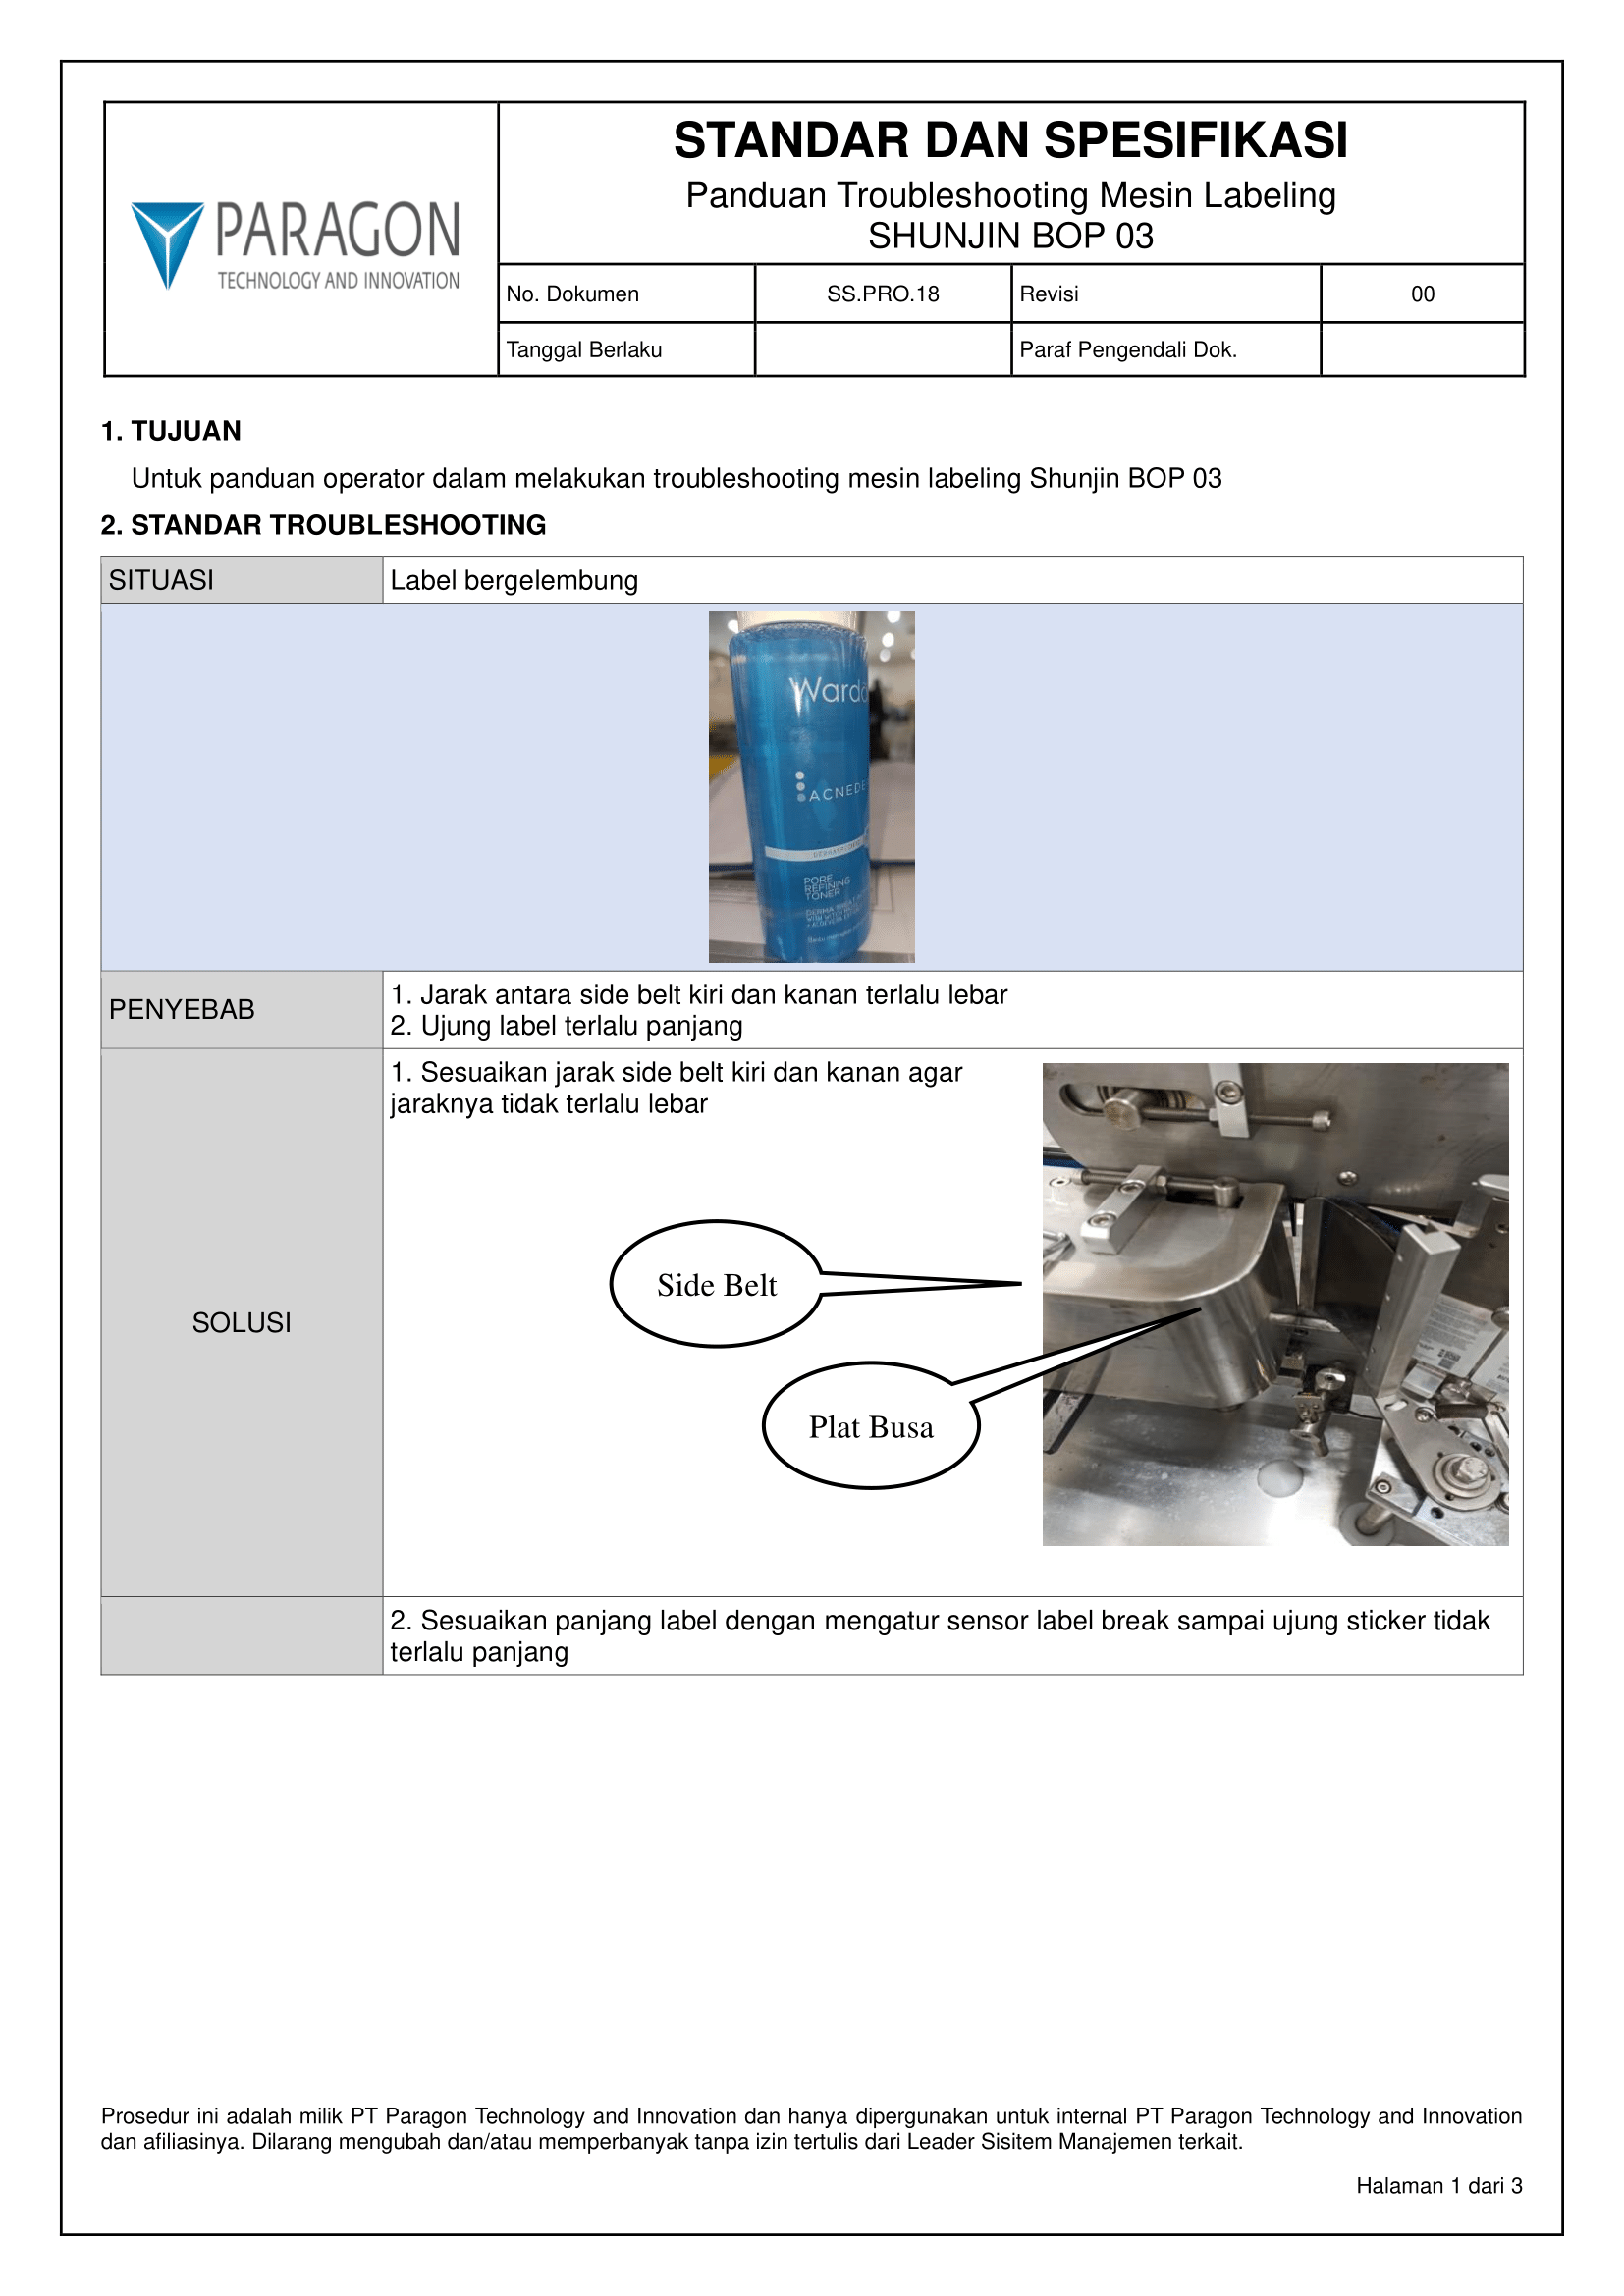 PARAGON
TECHNOLOGY AND INNOVATION
STANDAR DAN SPESIFIKASI
Panduan Troubleshooting Mesin Labeling
SHUNJIN BOP 03
No. Dokumen SS.PRO.18 Revisi 00
Tanggal Berlaku Paraf Pengendali Dok.
1. TUJUAN
Untuk panduan operator dalam melakukan troubleshooting mesin labeling Shunjin BOP 03
2. STANDAR TROUBLESHOOTING
SITUASI Label bergelembung
Ward
ACNEDE
PORE
REFINING
TONER
PENYEBAB
1. Jarak antara side belt kiri dan kanan terlalu lebar
2. Ujung label terlalu panjang
SOLUSI
1. Sesuaikan jarak side belt kiri dan kanan agar
jaraknya tidak terlalu lebar
Side Belt
Plat Busa
2. Sesuaikan panjang label dengan mengatur sensor label break sampai ujung sticker tidak
terlalu panjang
Prosedur ini adalah milik PT Paragon Technology and Innovation dan hanya dipergunakan untuk internal PT Paragon Technology and Innovation
dan afiliasinya. Dilarang mengubah dan/atau memperbanyak tanpa izin tertulis dari Leader Sisitem Manajemen terkait.
Halaman 1 dari 3